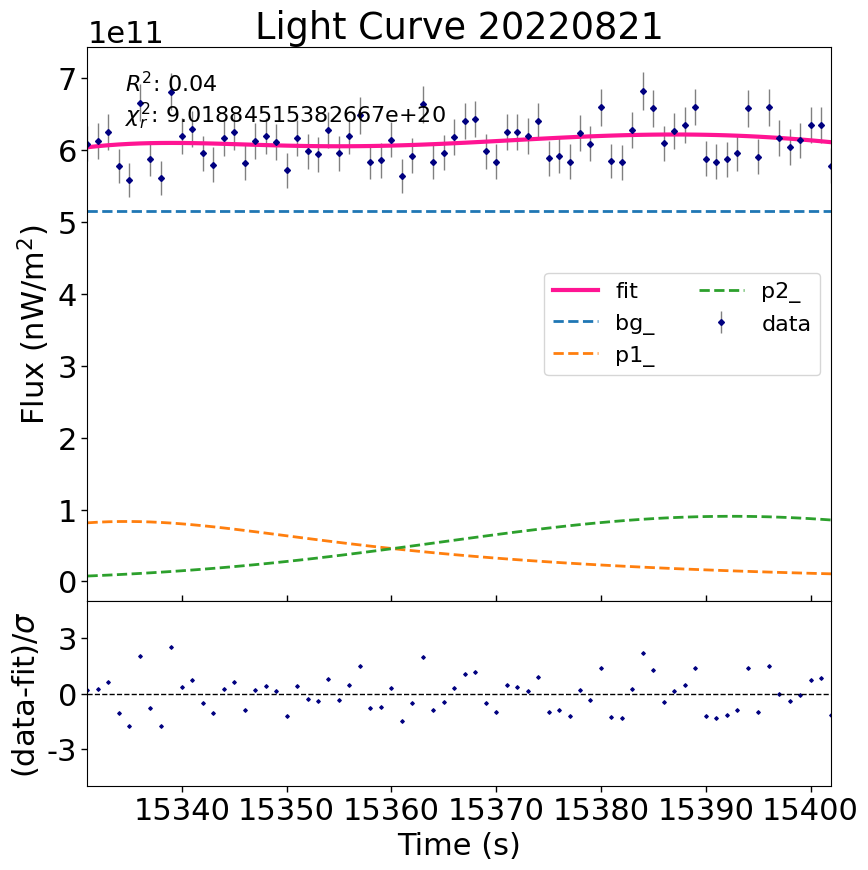 Light Curve 20220821
1e11
R²: 0.04
χ²ᵣ: 9.01884515382667e+20
7
6
5
4
3
2
1
0
Flux (nW/m²)
fit
bg_
p1_
p2_
data
3
0
-3
(data-fit)/σ
15340 15350 15360 15370 15380 15390 15400
Time (s)